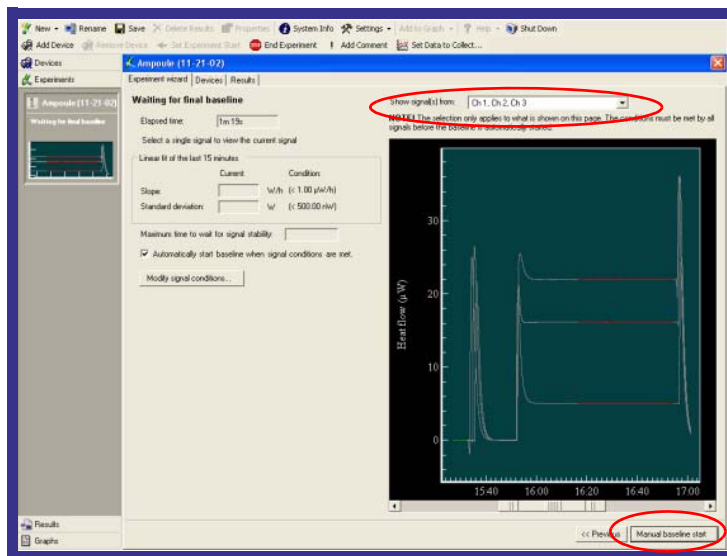 New Rename Save Delete Results Properties System Info Settings Add to Graph Help Shut Down
Add Device Remove Device Set Experiment Start End Experiment Add Comment Set Data to Collect...
Devices
Experiments
Ampoule (11-21-02)
Waiting for final baseline
Ampoule (11-21-02)
Experiment wizard Devices Results
Waiting for final baseline
Elapsed time: 1m 19s
Select a single signal to view the current signal
Linear fit of the last 15 minutes
Current: Condition:
Slope: W/h (< 1.00 µW/h)
Standard deviation: W (< 500.00 nW)
Maximum time to wait for signal stability:
Automatically start baseline when signal conditions are met.
Modify signal conditions...
Show signal(s) from: Ch 1, Ch 2, Ch 3
NOTE! The selection only applies to what is shown on this page. The conditions must be met by all
signals before the baseline is automatically started.
Heat flow (µW)
30
20
10
0
15:40 16:00 16:20 16:40 17:00
<< Previous Manual baseline start
Results
Graphs